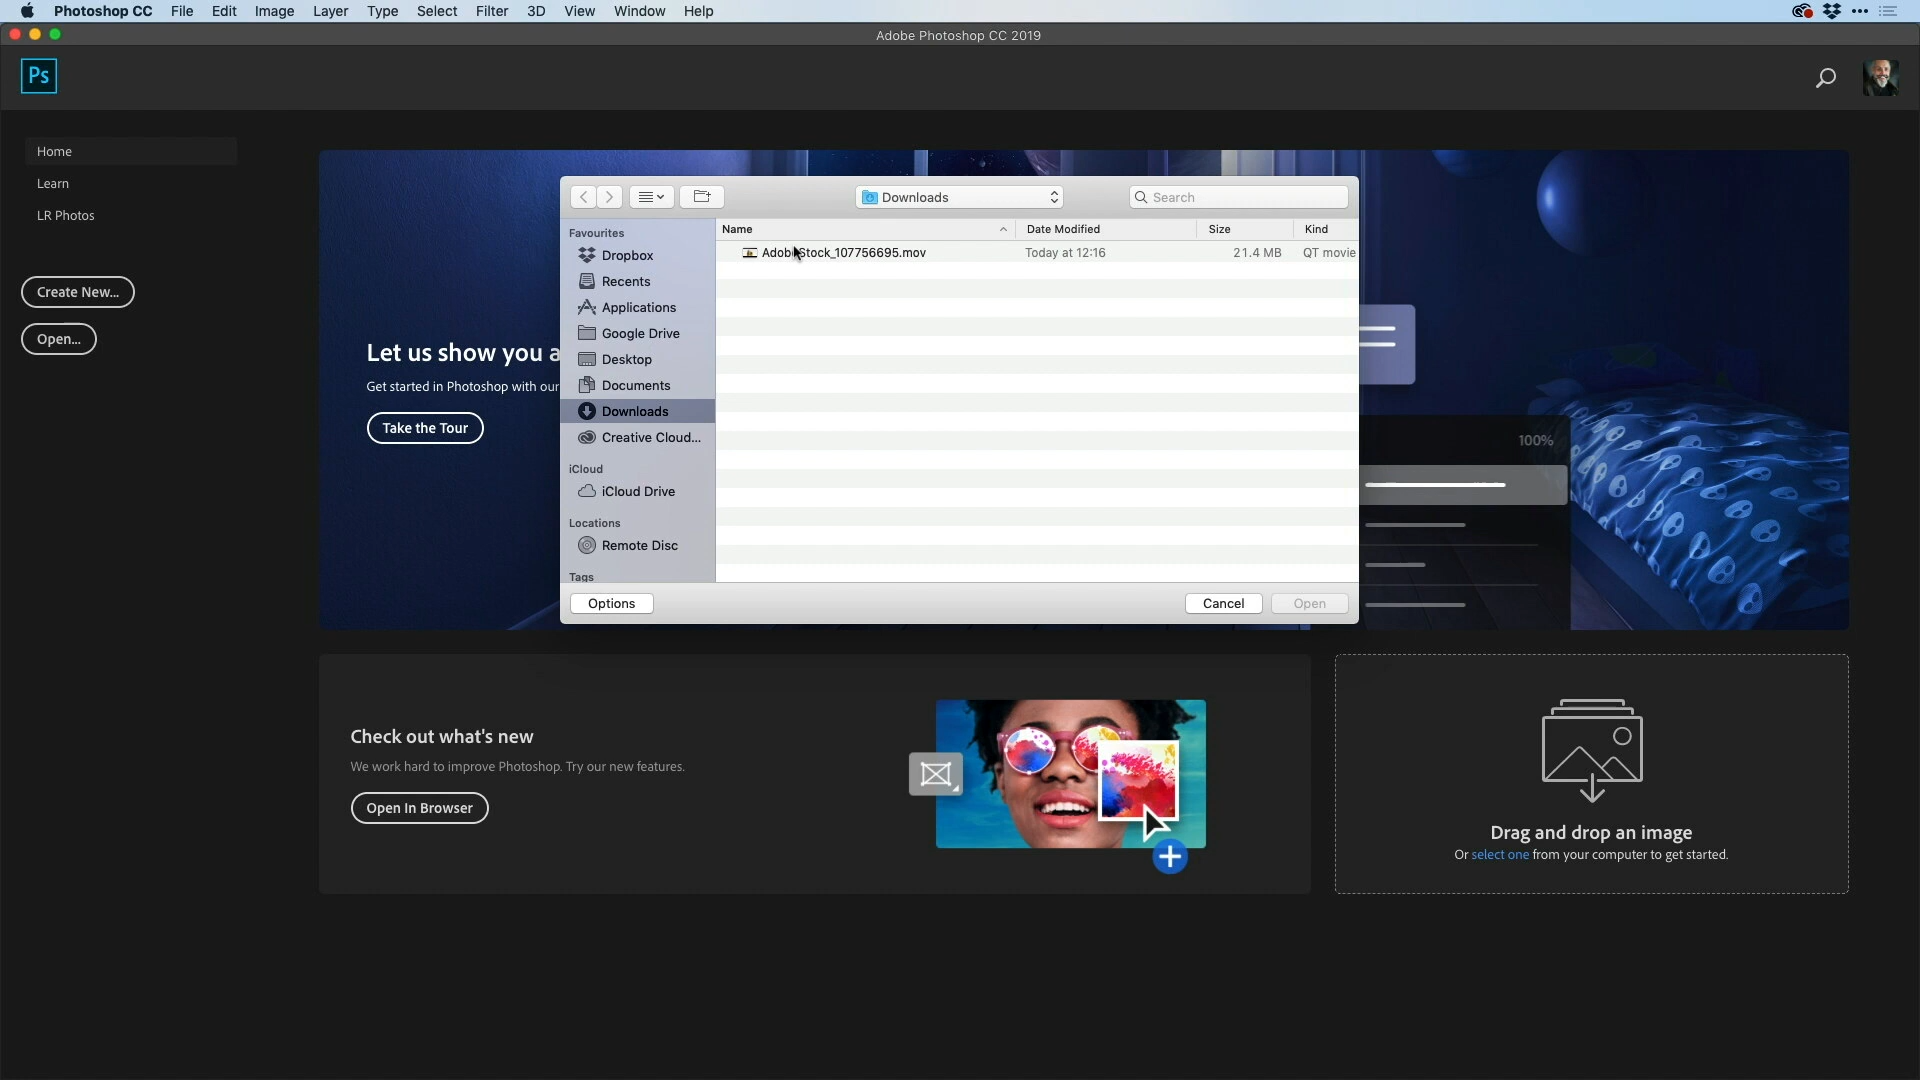 Photoshop CC File Edit Image Layer Type Select Filter 3D View Window Help
Adobe Photoshop CC 2019
Ps
Home
Learn
LR Photos
Create New...
Open...
Let us show you a
Get started in Photoshop with our
Take the Tour
Downloads
Search
Favourites
Dropbox
Recents
Applications
Google Drive
Desktop
Documents
Downloads
Creative Cloud...
iCloud
iCloud Drive
Locations
Remote Disc
Tags
Name Date Modified Size Kind
AdobeStock_107756695.mov Today at 12:16 21.4 MB QT movie
Options
Cancel
Open
100%
Check out what's new
We work hard to improve Photoshop. Try our new features.
Open In Browser
Drag and drop an image
Or select one from your computer to get started.